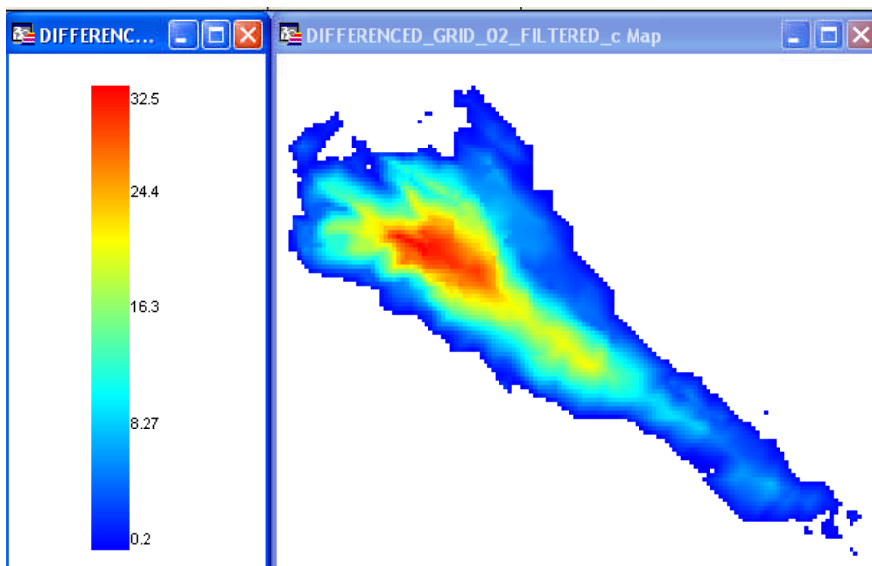 DIFFERENC...
DIFFERENCED_GRID_02_FILTERED_c Map
32.5
24.4
16.3
8.27
0.2